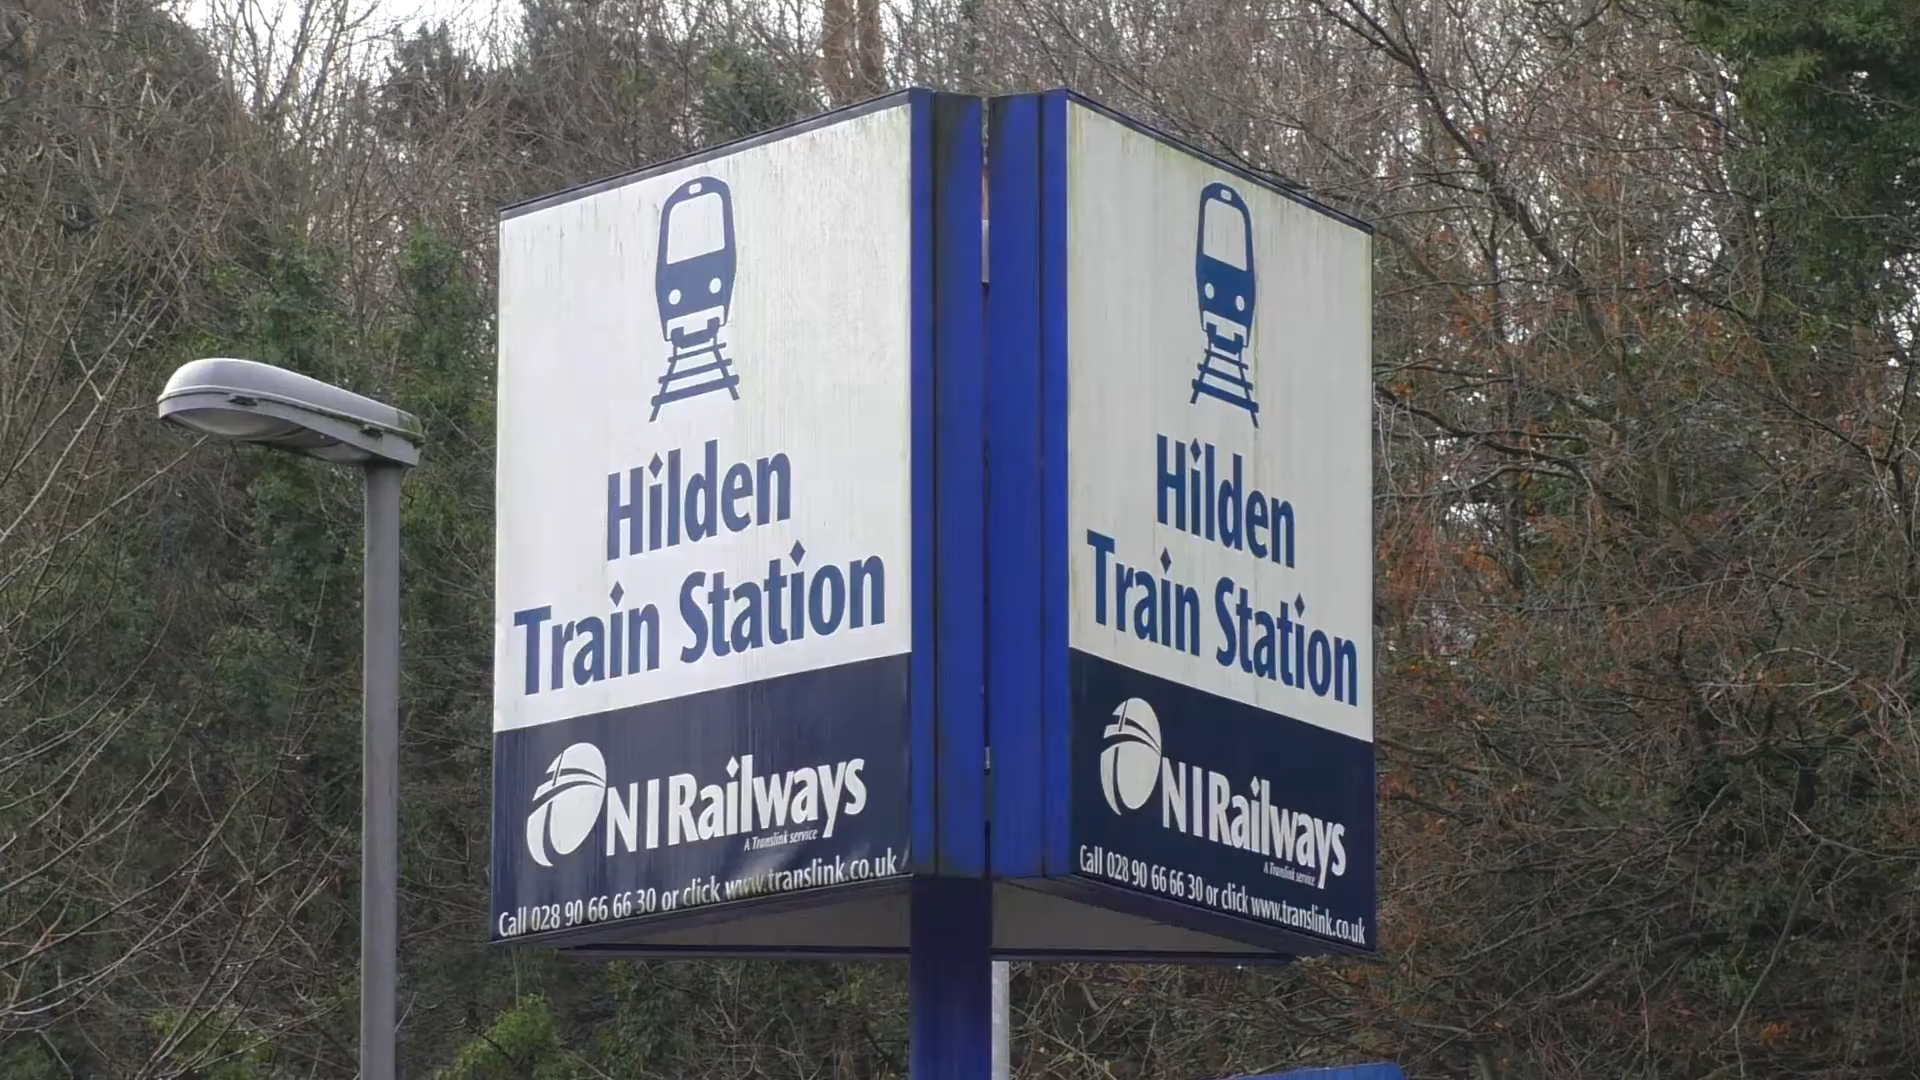 Hilden
Train Station
NI Railways
A Translink service
Call 028 90 66 66 30 or click www.translink.co.uk
Hilden
Train Station
NI Railways
A Translink service
Call 028 90 66 66 30 or click www.translink.co.uk